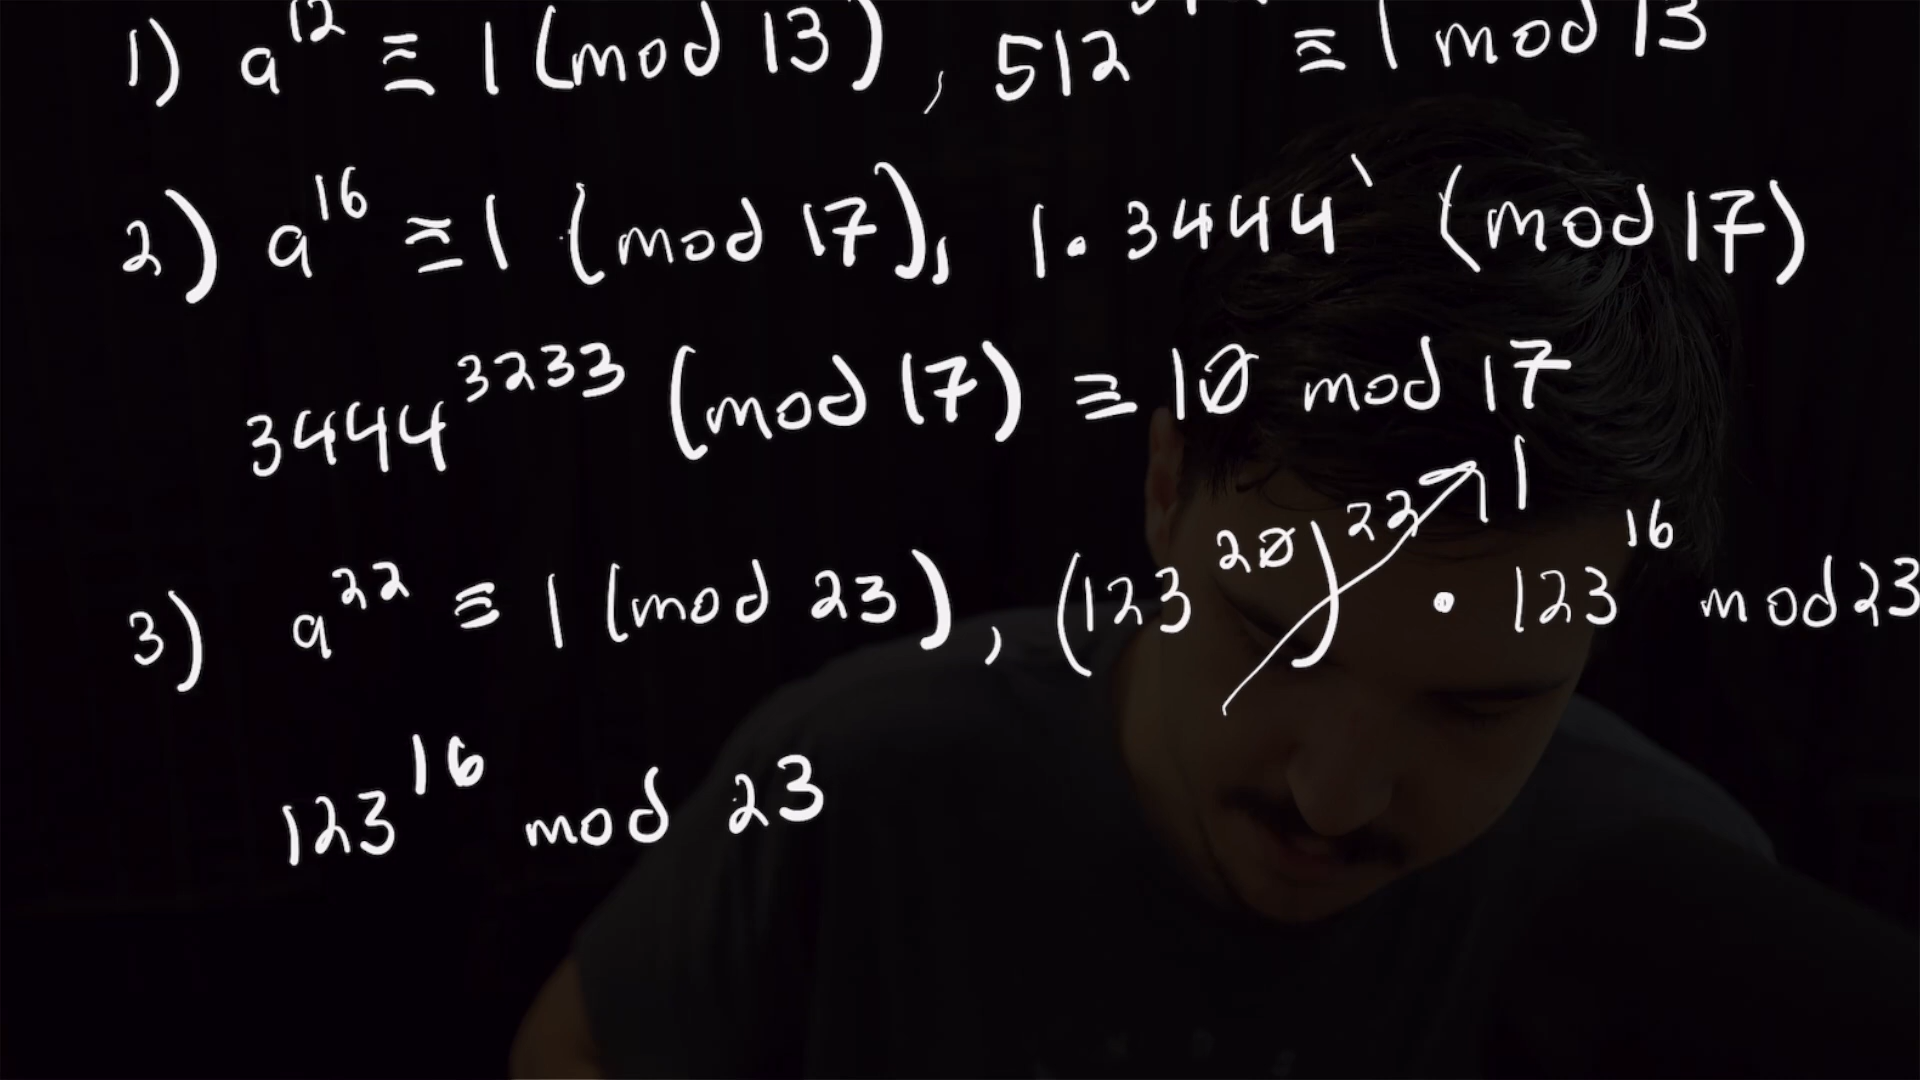 1) a^12 ≡ 1 (mod 13), 512 ≡ 1 mod 13
2) a^16 ≡ 1 (mod 17), 1 · 3444^1 (mod 17)
3444^3233 (mod 17) ≡ 10 mod 17
3) a^22 ≡ 1 (mod 23), (123^20)^22 → 1 · 123^16 mod 23
123^16 mod 23